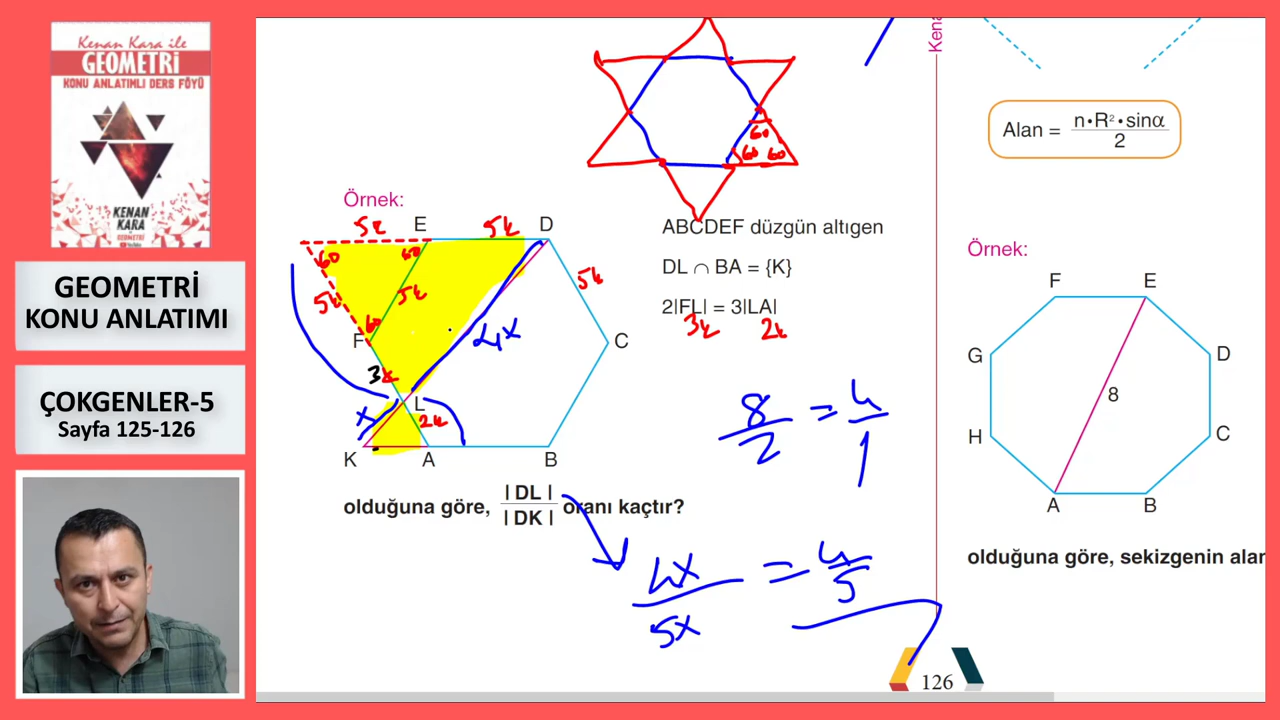 Kenan Kara ile
GEOMETRİ
KONU ANLATIMLI DERS FÖYÜ
KENAN
KARA
GEOMETRİ
KONU ANLATIMI
ÇOKGENLER-5
Sayfa 125-126
60
60
60
Örnek:
5k
E
5k
D
60
60
5k
5k
5k
60
F
4x
C
3k
L
x
2k
K
A
B
ABCDEF düzgün altıgen
DL ∩ BA = {K}
2|FL| = 3|LA|
3k
2k
8/2 = 4/1
olduğuna göre, |DL| / |DK| oranı kaçtır?
4x/5x = 4/5
Kena
Alan = n•R²•sinα / 2
Örnek:
F
E
G
D
8
H
C
A
B
olduğuna göre, sekizgenin alan
126